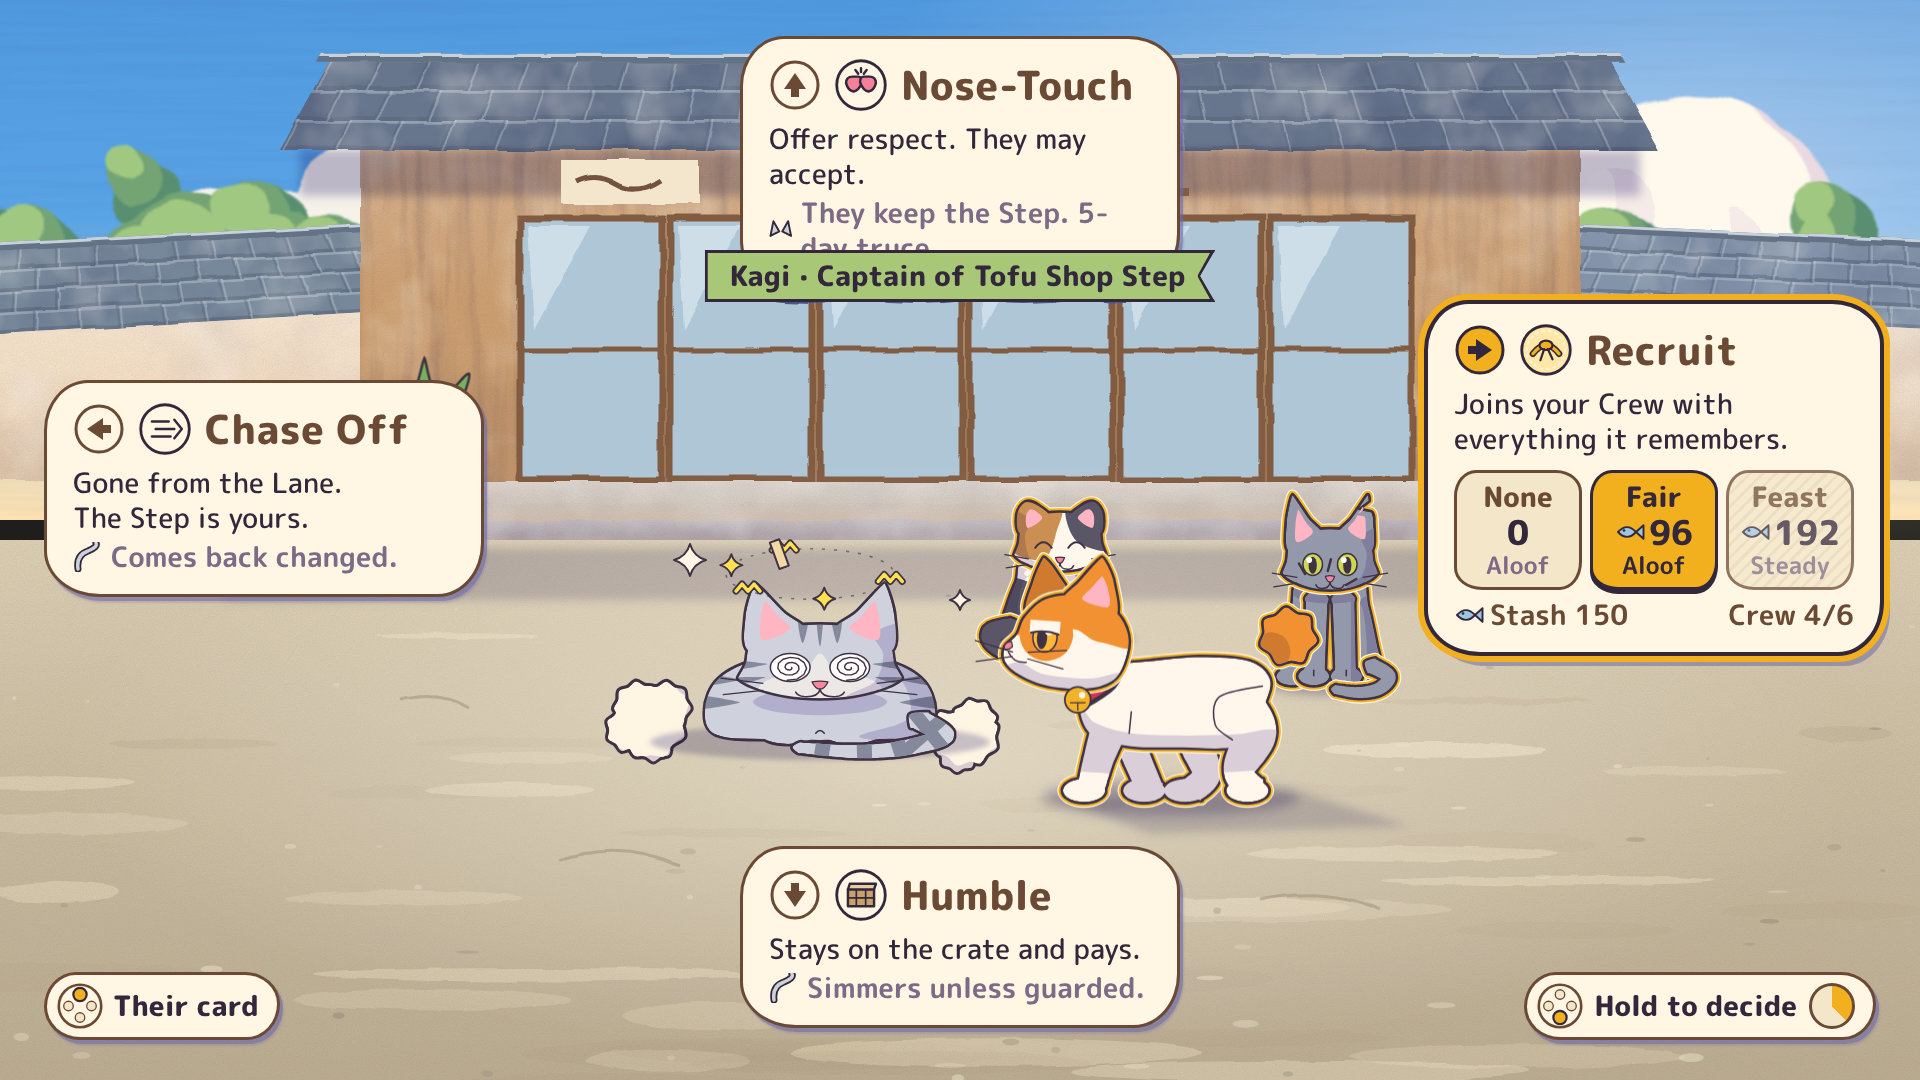 Nose-Touch
Offer respect. They may
accept.
They keep the Step. 5-
day truce
Kagi · Captain of Tofu Shop Step
Recruit
Joins your Crew with
everything it remembers.
None
0
Aloof
Fair
96
Aloof
Feast
192
Steady
Stash 150
Crew 4/6
Chase Off
Gone from the Lane.
The Step is yours.
Comes back changed.
Humble
Stays on the crate and pays.
Simmers unless guarded.
Their card
Hold to decide